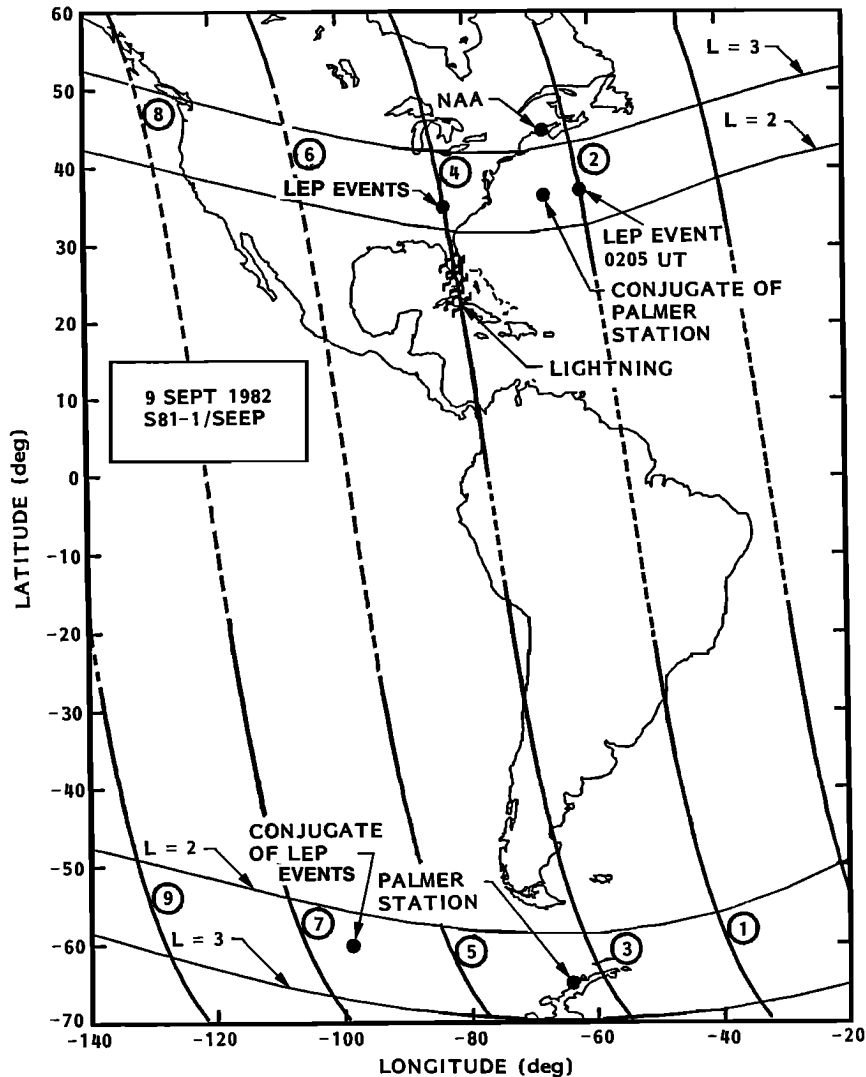 60
50
40
30
20
10
0
-10
-20
-30
-40
-50
-60
-70
LATITUDE (deg)
L = 3
NAA
L = 2
8
6
4
2
LEP EVENTS
LEP EVENT
0205 UT
CONJUGATE OF
PALMER
STATION
LIGHTNING
9 SEPT 1982
S81-1/SEEP
CONJUGATE
OF LEP
EVENTS
L = 2
PALMER
STATION
9
7
5
3
1
L = 3
-140
-120
-100
-80
-60
-40
-20
LONGITUDE (deg)